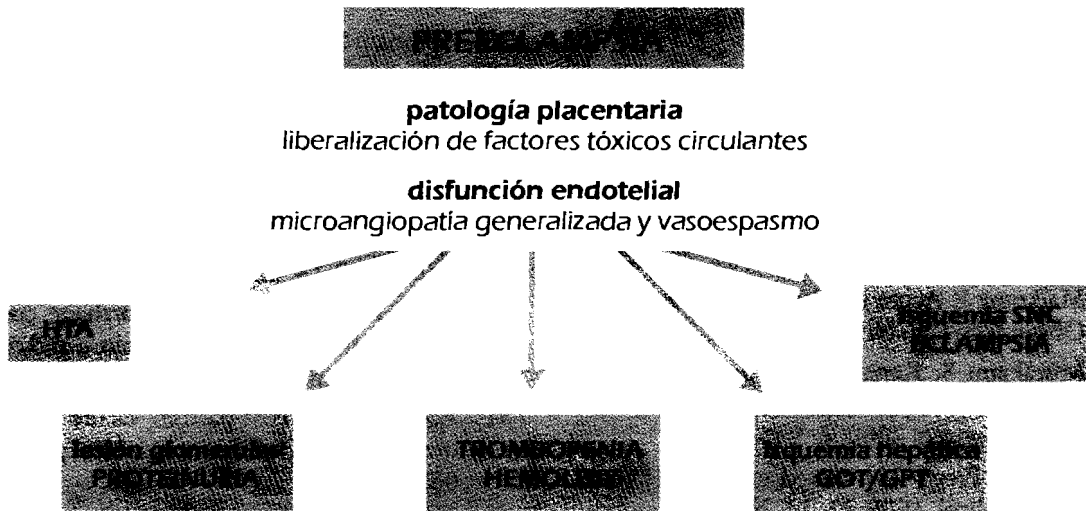 PREECLAMPSIA
patología placentaria
liberalización de factores tóxicos circulantes
disfunción endotelial
microangiopatía generalizada y vasoespasmo
HTA
Isquemia SNC
ECLAMPSIA
lesión glomerular
PROTEINURIA
TROMBOPENIA
HEMOLISIS
Isquemia hepática
GOT/GPT